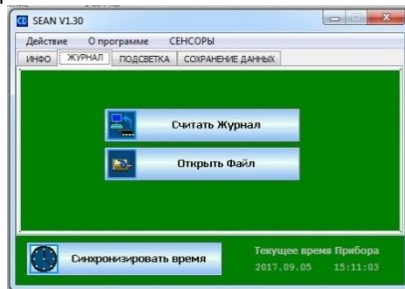 SEAN V1.30
Действие О программе СЕНСОРЫ
ИНФО ЖУРНАЛ ПОДСВЕТКА СОХРАНЕНИЕ ДАННЫХ
Считать Журнал
Открыть Файл
Синхронизировать время
Текущее время Прибора
2017.09.05 15:11:03